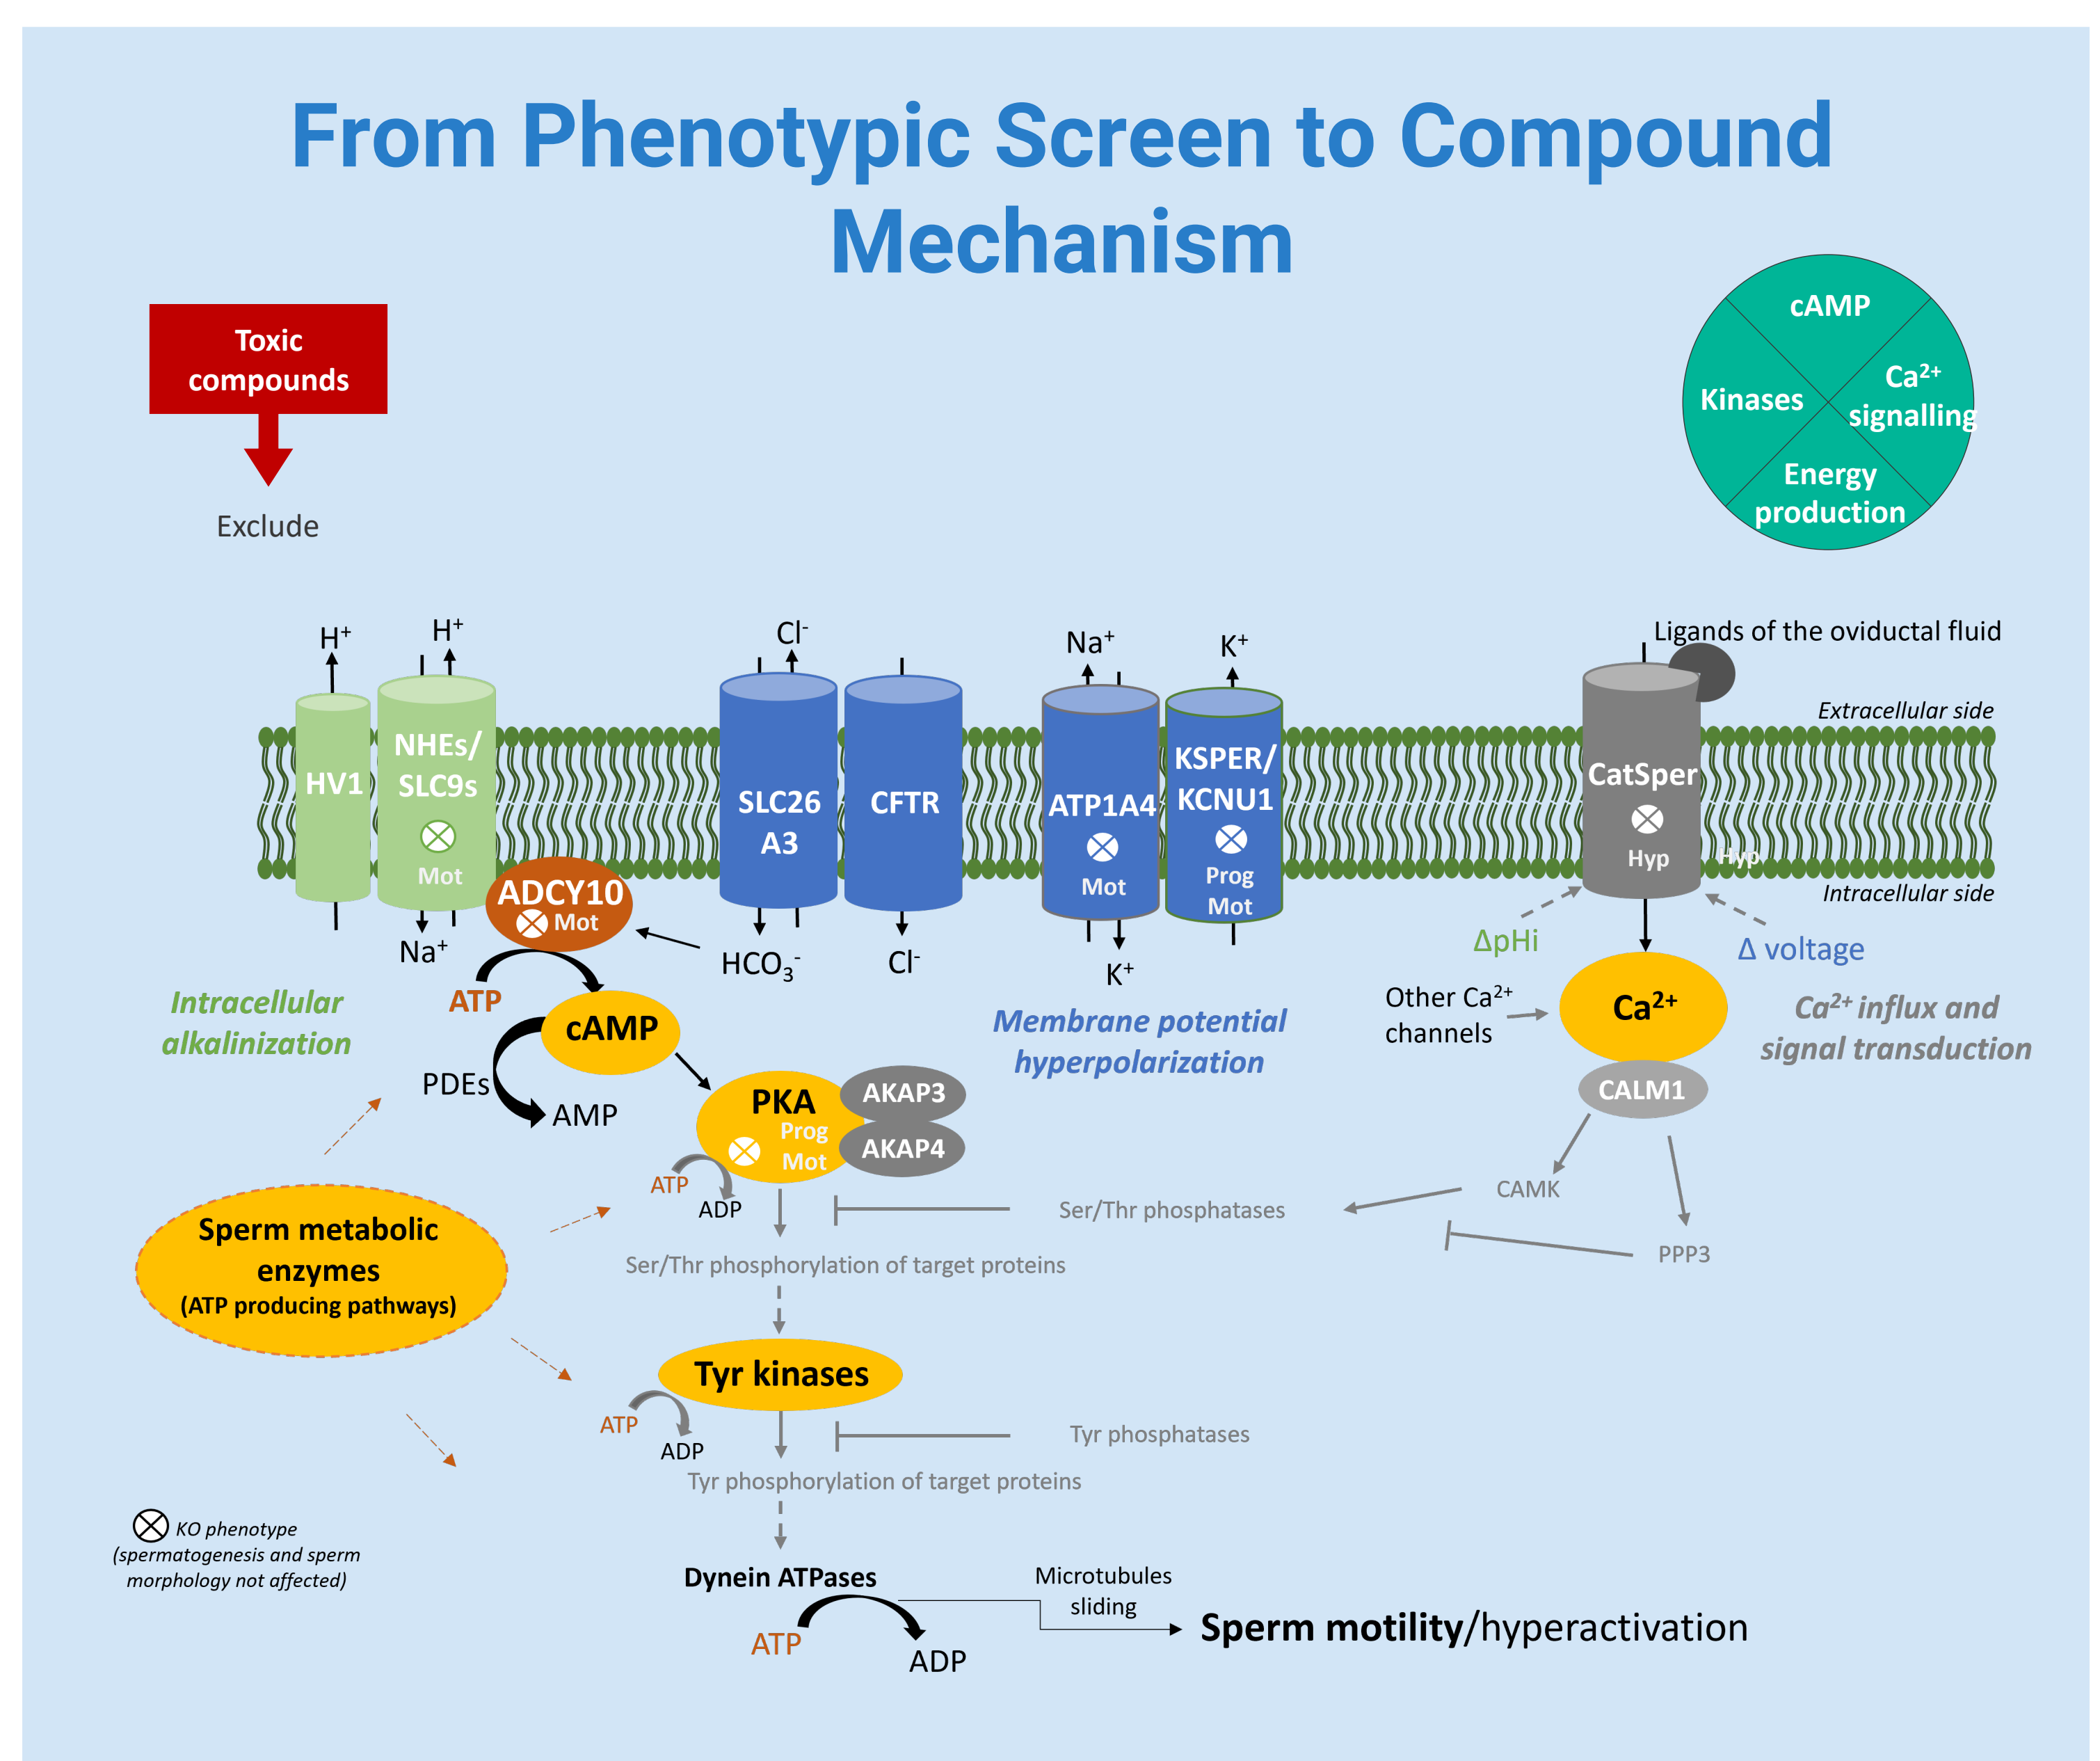 From Phenotypic Screen to Compound
Mechanism
Toxic
compounds
Exclude
cAMP
Kinases
Ca²⁺
signalling
Energy
production
H⁺
H⁺
Cl⁻
Na⁺
K⁺
Ligands of the oviductal fluid
Extracellular side
HV1
NHEs/
SLC9s
Mot
SLC26
A3
CFTR
ATP1A4
Mot
KSPER/
KCNU1
Prog
Mot
CatSper
Hyp
Hyp
Intracellular side
ADCY10
Mot
Na⁺
HCO₃⁻
Cl⁻
K⁺
ΔpHi
Δ voltage
Intracellular
alkalinization
ATP
cAMP
PDEs
AMP
Membrane potential
hyperpolarization
Other Ca²⁺
channels
Ca²⁺
Ca²⁺ influx and
signal transduction
CALM1
PKA
Prog
Mot
AKAP3
AKAP4
ATP
ADP
Ser/Thr phosphatases
CAMK
PPP3
Sperm metabolic
enzymes
(ATP producing pathways)
Ser/Thr phosphorylation of target proteins
Tyr kinases
ATP
ADP
Tyr phosphatases
Tyr phosphorylation of target proteins
KO phenotype
(spermatogenesis and sperm
morphology not affected)
Dynein ATPases
ATP
ADP
Microtubules
sliding
Sperm motility/hyperactivation